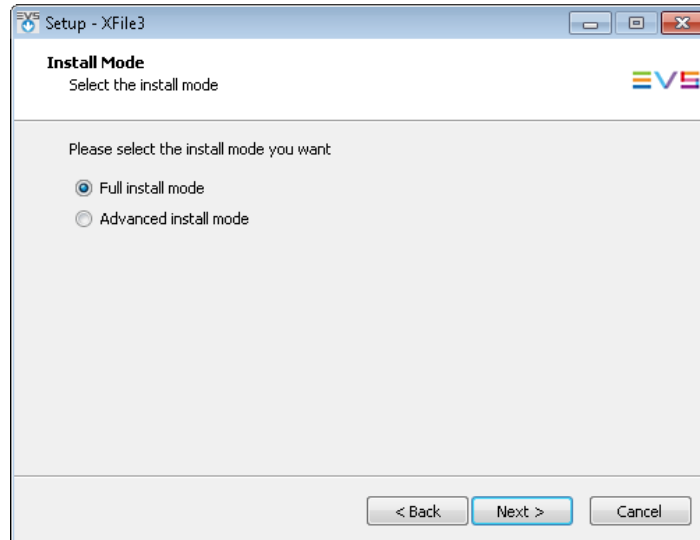 EVS Setup - XFile3
Install Mode
Select the install mode
EVS
Please select the install mode you want
Full install mode
Advanced install mode
< Back Next > Cancel